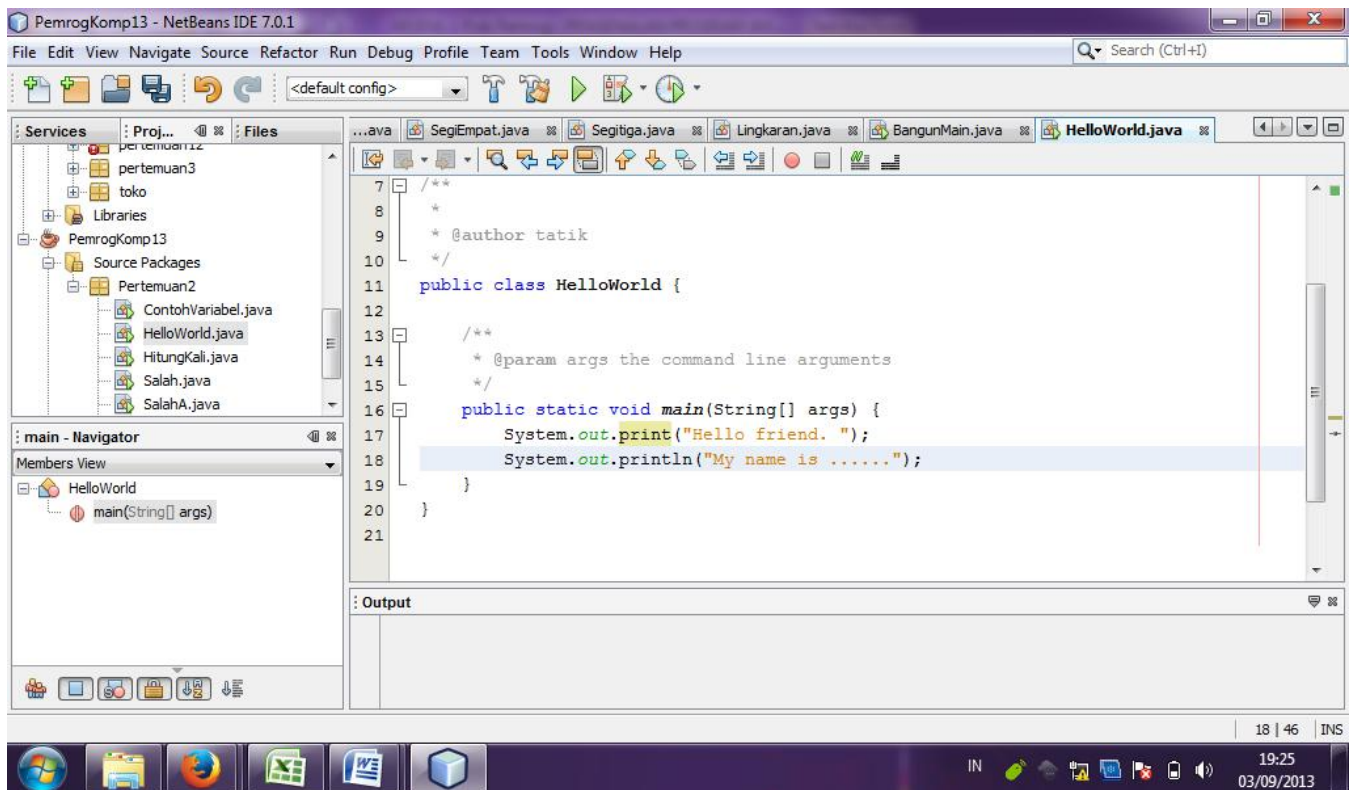 PemrogKomp13 - NetBeans IDE 7.0.1
File Edit View Navigate Source Refactor Run Debug Profile Team Tools Window Help
Search (Ctrl+I)
<default config>
Services Proj... Files
...ava SegiEmpat.java Segitiga.java Lingkaran.java BangunMain.java HelloWorld.java
pertemuan12
pertemuan3
toko
Libraries
PemrogKomp13
Source Packages
Pertemuan2
ContohVariabel.java
HelloWorld.java
HitungKali.java
Salah.java
SalahA.java
main - Navigator
Members View
HelloWorld
main(String[] args)
7 /**
8 *
9 * @author tatik
10 */
11 public class HelloWorld {
12
13 /**
14 * @param args the command line arguments
15 */
16 public static void main(String[] args) {
17 System.out.print("Hello friend. ");
18 System.out.println("My name is ......");
19 }
20 }
21
Output
18 | 46 INS
IN
19:25
03/09/2013